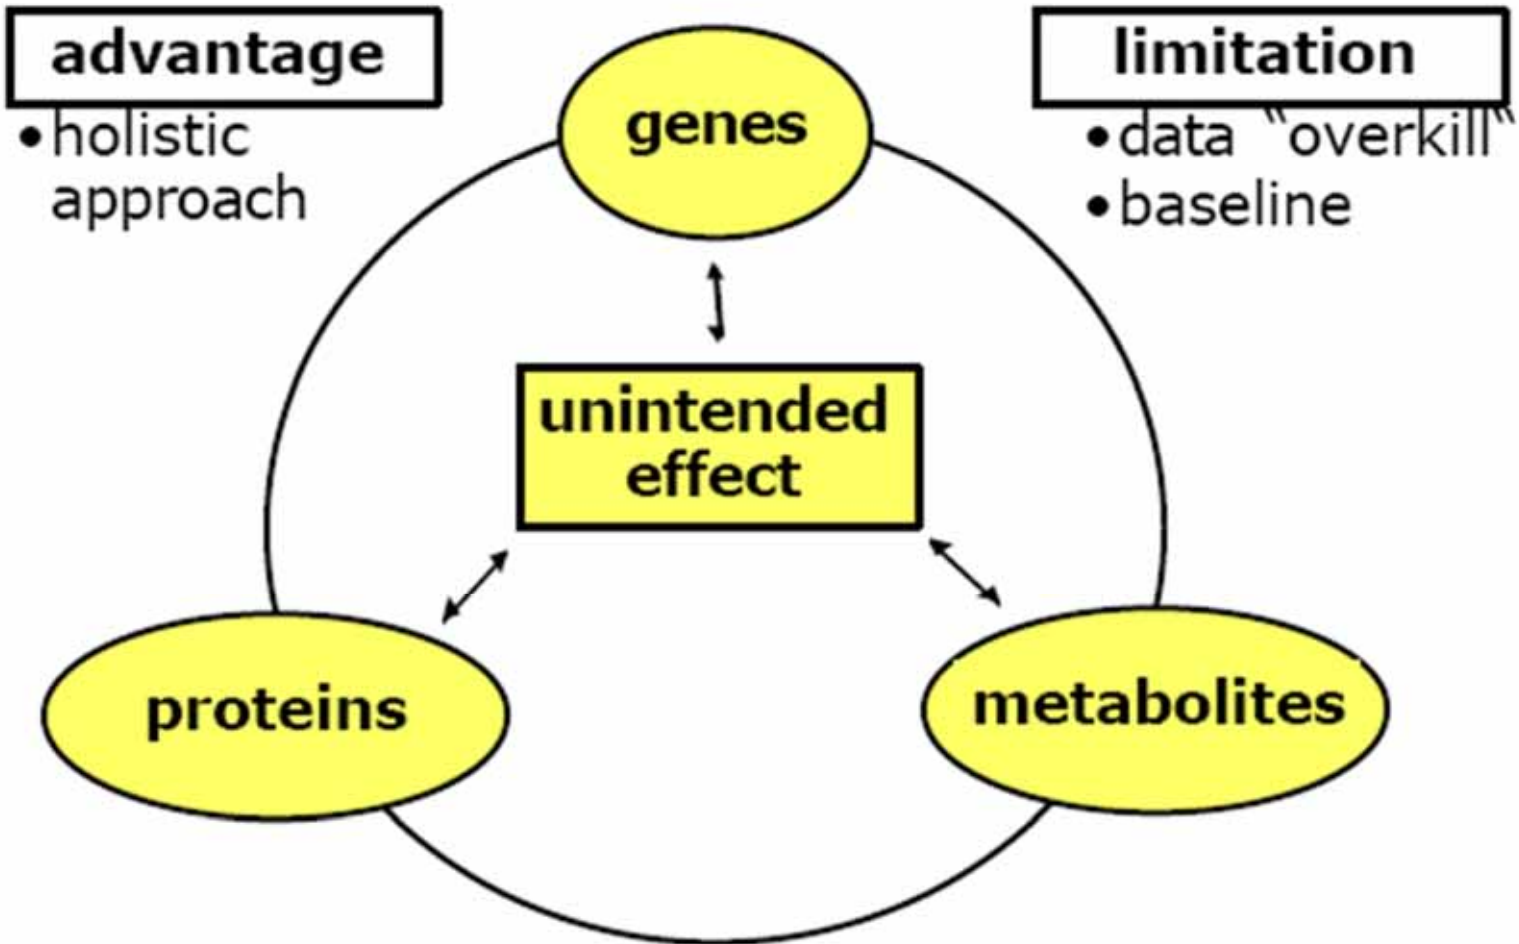 advantage
• holistic
approach
limitation
• data “overkill“
• baseline
genes
unintended
effect
proteins
metabolites